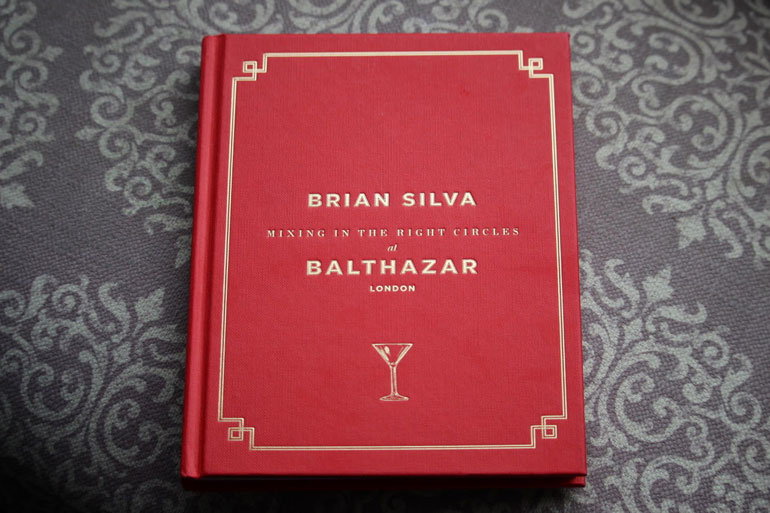 BRIAN SILVA
MIXING IN THE RIGHT CIRCLES
at
BALTHAZAR
LONDON